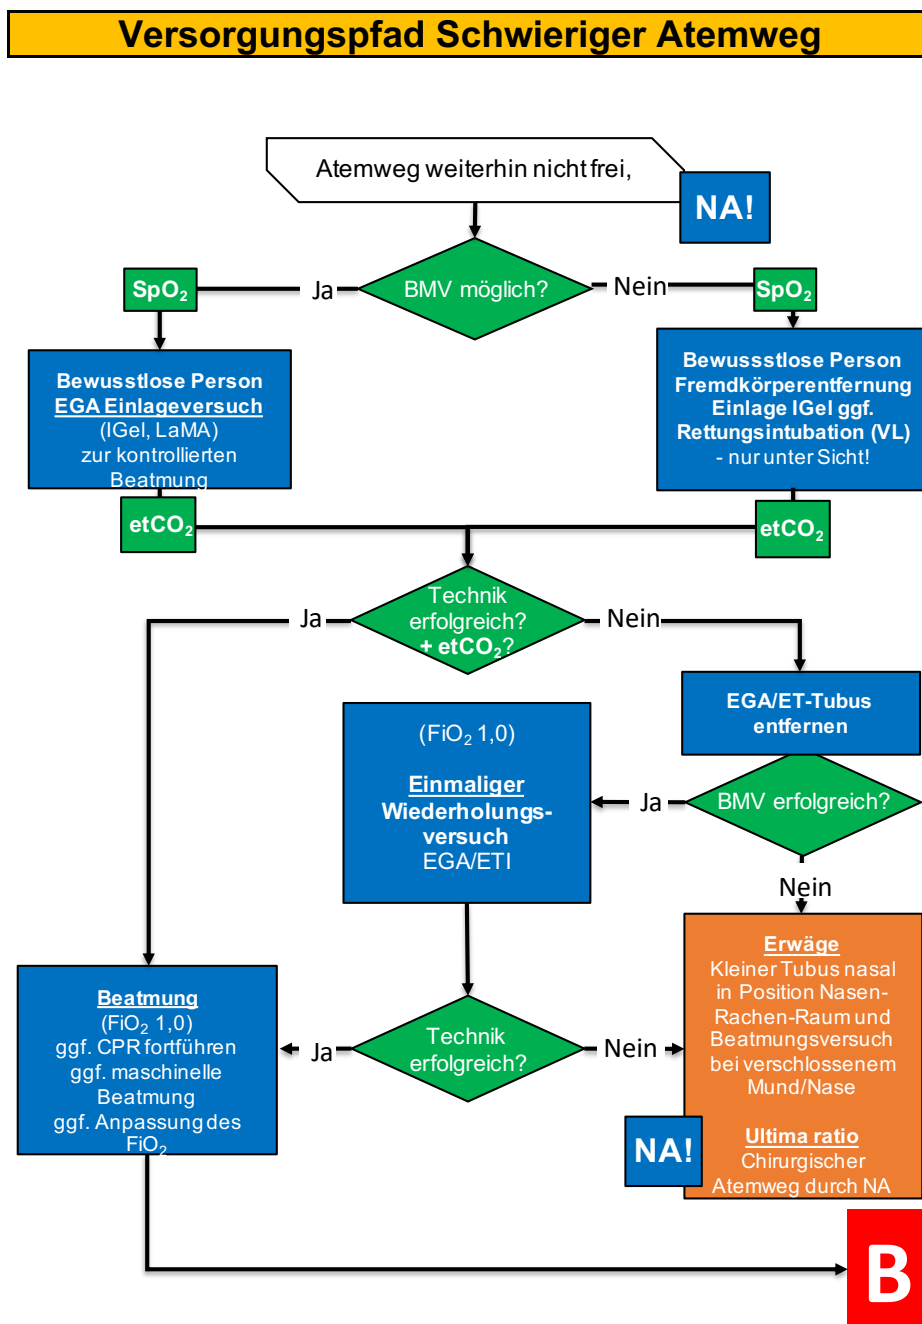 Versorgungspfad Schwieriger Atemweg
Atemweg weiterhin nicht frei,
NA!
BMV möglich?
Ja
Nein
SpO₂
SpO₂
Bewusstlose Person
EGA Einlageversuch
(IGel, LaMA)
zur kontrollierten
Beatmung
Bewussstlose Person
Fremdkörperentfernung
Einlage IGel ggf.
Rettungsintubation (VL)
- nur unter Sicht!
etCO₂
etCO₂
Technik
erfolgreich?
+ etCO₂?
Ja
Nein
EGA/ET-Tubus
entfernen
BMV erfolgreich?
Ja
Nein
(FiO₂ 1,0)
Einmaliger
Wiederholungs-
versuch
EGA/ETI
Erwäge
Kleiner Tubus nasal
in Position Nasen-
Rachen-Raum und
Beatmungsversuch
bei verschlossenem
Mund/Nase
Ultima ratio
Chirurgischer
Atemweg durch NA
NA!
Technik
erfolgreich?
Ja
Nein
Beatmung
(FiO₂ 1,0)
ggf. CPR fortführen
ggf. maschinelle
Beatmung
ggf. Anpassung des
FiO₂
B